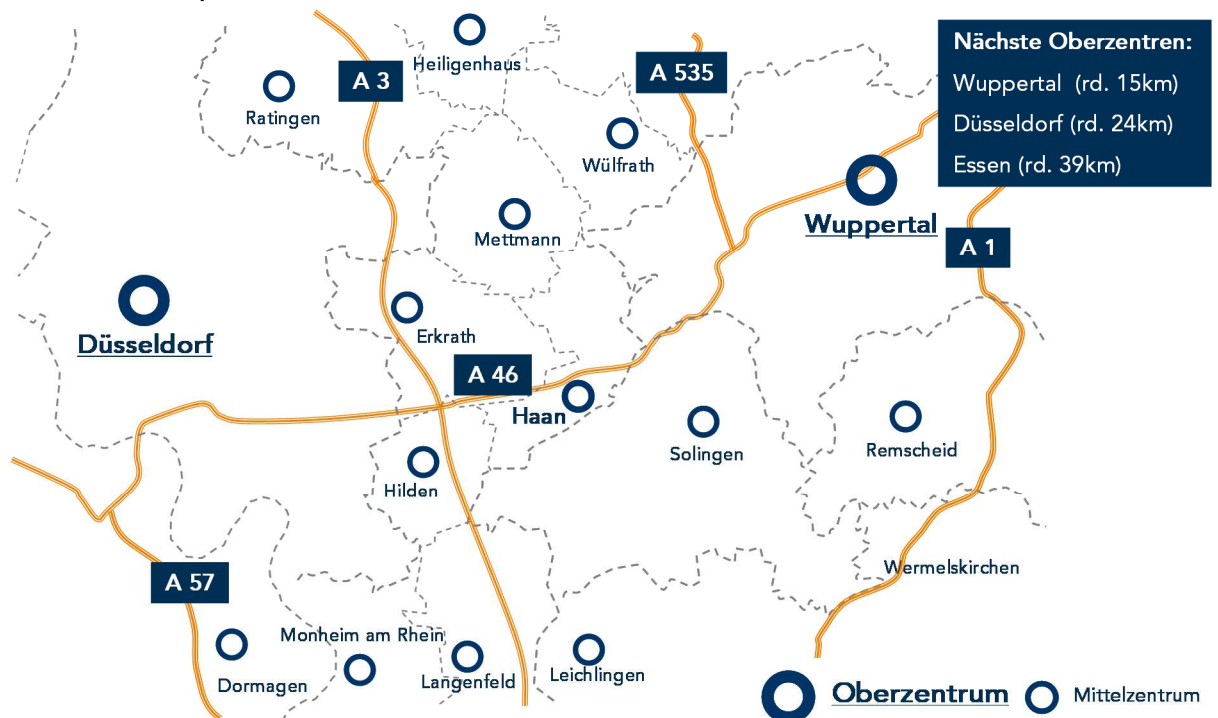 Heiligenhaus
A 3
A 535
Ratingen
Wülfrath
Nächste Oberzentren:
Wuppertal (rd. 15km)
Düsseldorf (rd. 24km)
Essen (rd. 39km)
Mettmann
Wuppertal
A 1
Erkrath
Düsseldorf
A 46
Haan
Solingen
Remscheid
Hilden
Wermelskirchen
A 57
Monheim am Rhein
Dormagen
Langenfeld
Leichlingen
Oberzentrum
Mittelzentrum